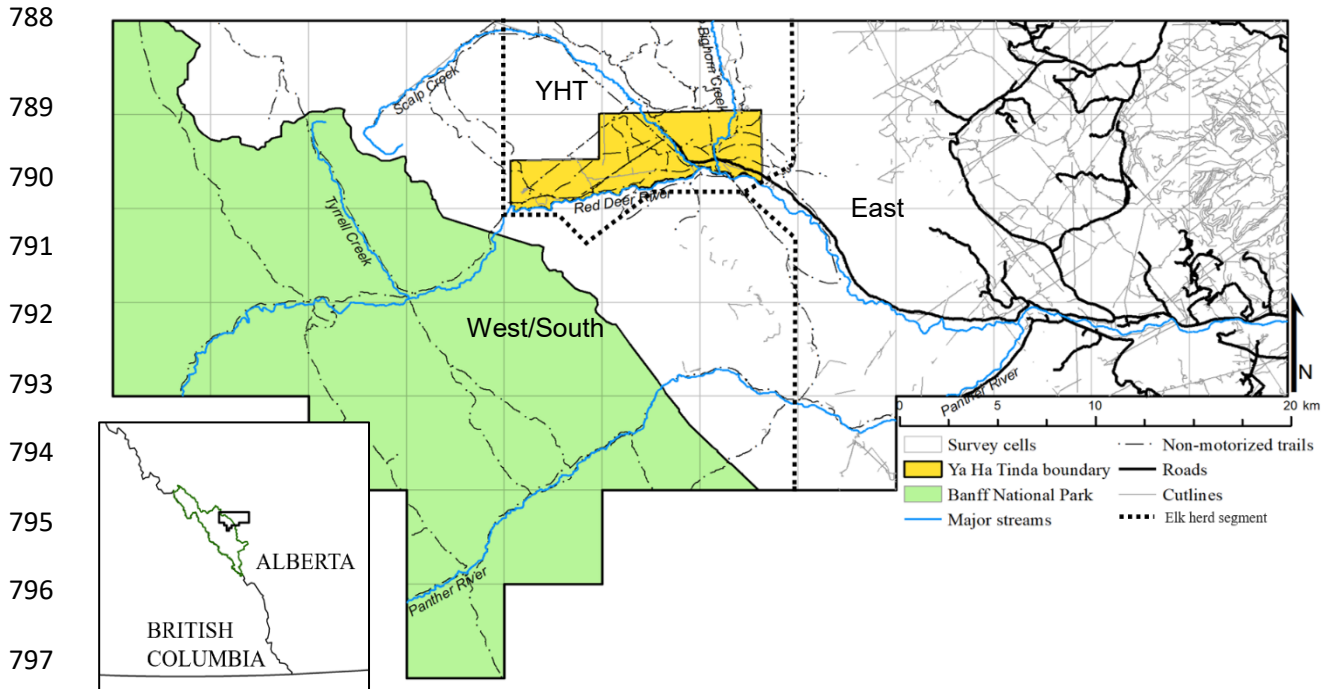 788
789
790
791
792
793
794
795
796
797
Scalp Creek
YHT
Bighorn Creek
Red Deer River
East
Tyrrell Creek
West/South
Panther River
Panther River
N
0 5 10 20 km
Survey cells
Ya Ha Tinda boundary
Banff National Park
Major streams
Non-motorized trails
Roads
Cutlines
Elk herd segment
ALBERTA
BRITISH
COLUMBIA